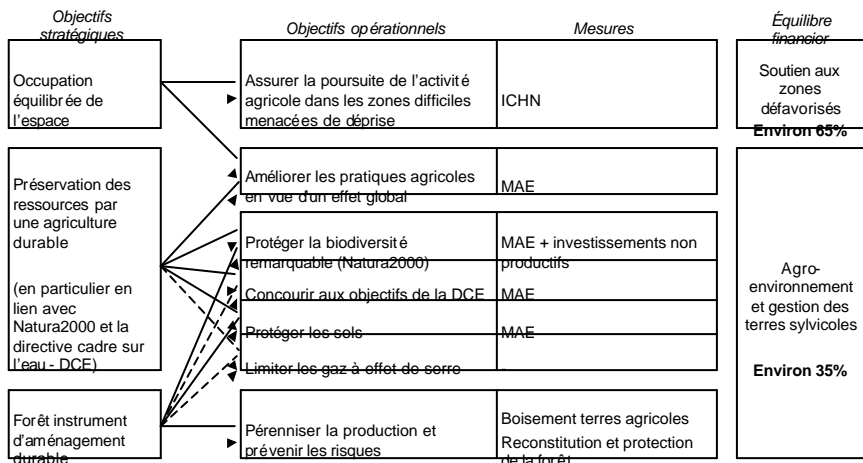 Objectifs
stratégiques
Objectifs opérationnels
Mesures
Équilibre
financier
Occupation
équilibrée de
l'espace
Assurer la poursuite de l'activité
agricole dans les zones difficiles
menacées de déprise
ICHN
Soutien aux
zones
défavorisés
Environ 65%
Préservation des
ressources par
une agriculture
durable
(en particulier en
lien avec
Natura2000 et la
directive cadre sur
l'eau - DCE)
Améliorer les pratiques agricoles
en vue d'un effet global
MAE
Protéger la biodiversité
remarquable (Natura2000)
MAE + investissements non
productifs
Concourir aux objectifs de la DCE
MAE
Protéger les sols
MAE
Limiter les gaz à effet de serre
-
Agro-
environnement
et gestion des
terres sylvicoles
Environ 35%
Forêt instrument
d'aménagement
durable
Pérenniser la production et
prévenir les risques
Boisement terres agricoles
Reconstitution et protection
de la forêt